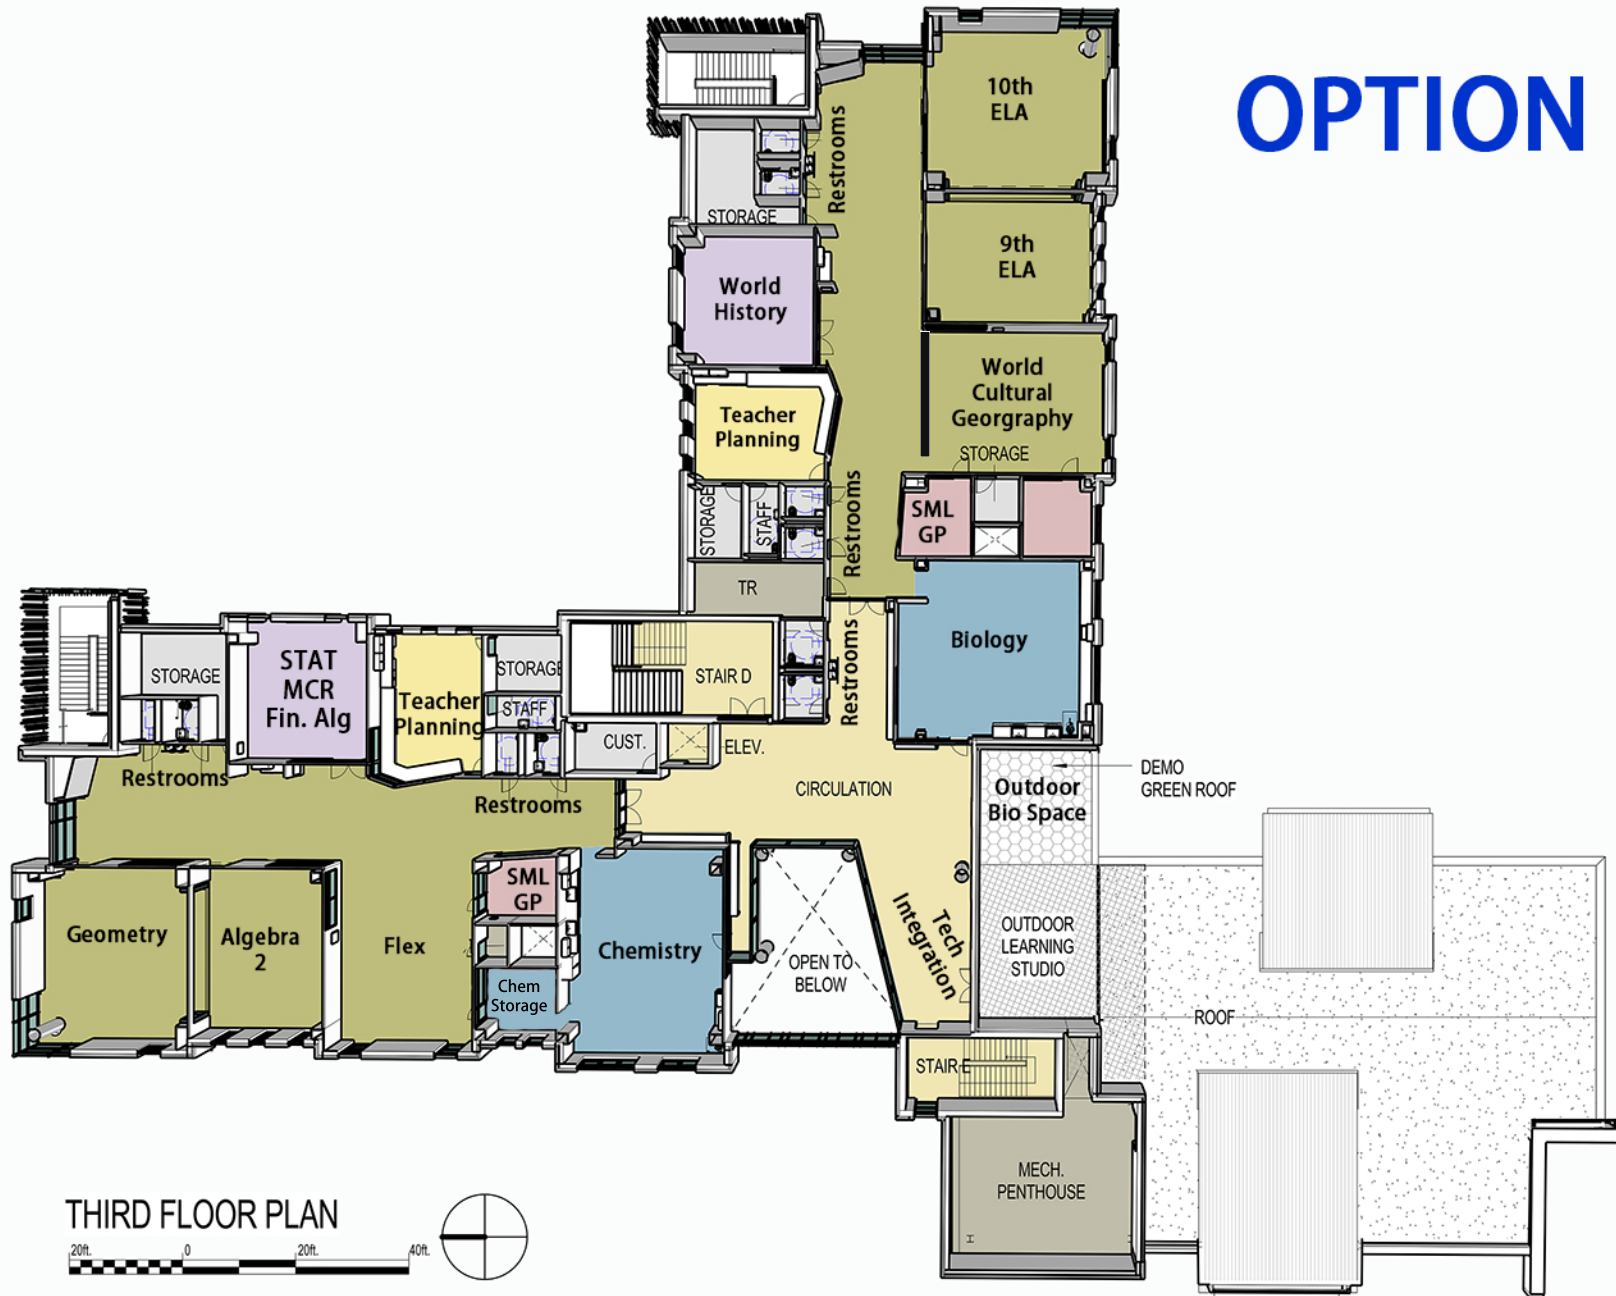 OPTION
10th
ELA
Restrooms
STORAGE
9th
ELA
World
History
World
Cultural
Georgraphy
STORAGE
Teacher
Planning
STORAGE
STAFF
Restrooms
SML
GP
TR
Biology
Restrooms
STAIR D
STORAGE
STAT
MCR
Fin. Alg
Teacher
Planning
STORAGE
STAFF
CUST.
ELEV.
Restrooms
Restrooms
CIRCULATION
Outdoor
Bio Space
DEMO
GREEN ROOF
SML
GP
Geometry
Algebra
2
Flex
Chemistry
Chem
Storage
OPEN TO
BELOW
Tech
Integration
OUTDOOR
LEARNING
STUDIO
ROOF
STAIR E
MECH.
PENTHOUSE
THIRD FLOOR PLAN
20ft. 0 20ft. 40ft.